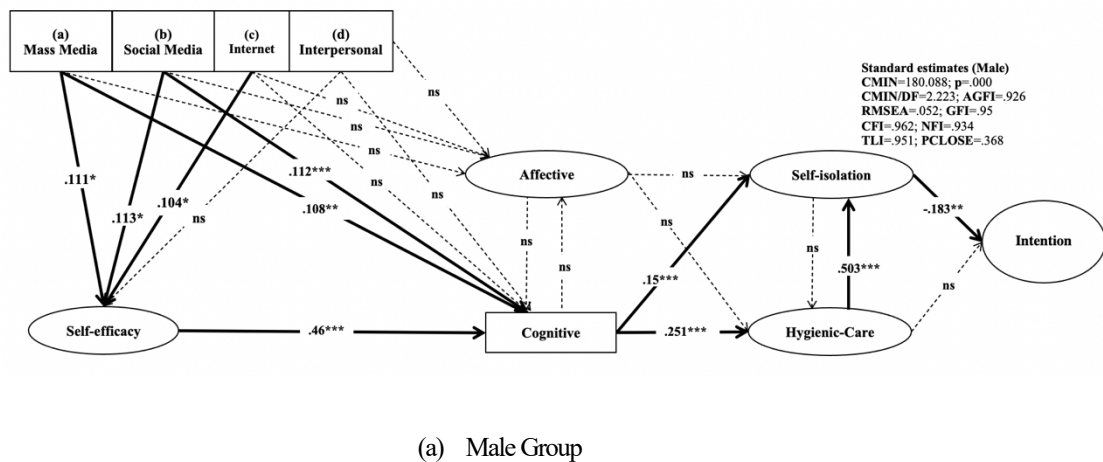 (a) Mass Media
(b) Social Media
(c) Internet
(d) Interpersonal
Standard estimates (Male)
CMIN=180.088; p=.000
CMIN/DF=2.223; AGFI=.926
RMSEA=.052; GFI=.95
CFI=.962; NFI=.934
TLI=.951; PCLOSE=.368
ns
ns
ns
ns
ns
ns
ns
.111*
.113*
.104*
.112***
.108**
Affective
ns
Self-isolation
-.183**
ns
ns
ns
ns
.15***
.503***
ns
Intention
Self-efficacy
.46***
Cognitive
.251***
Hygienic-Care
(a) Male Group